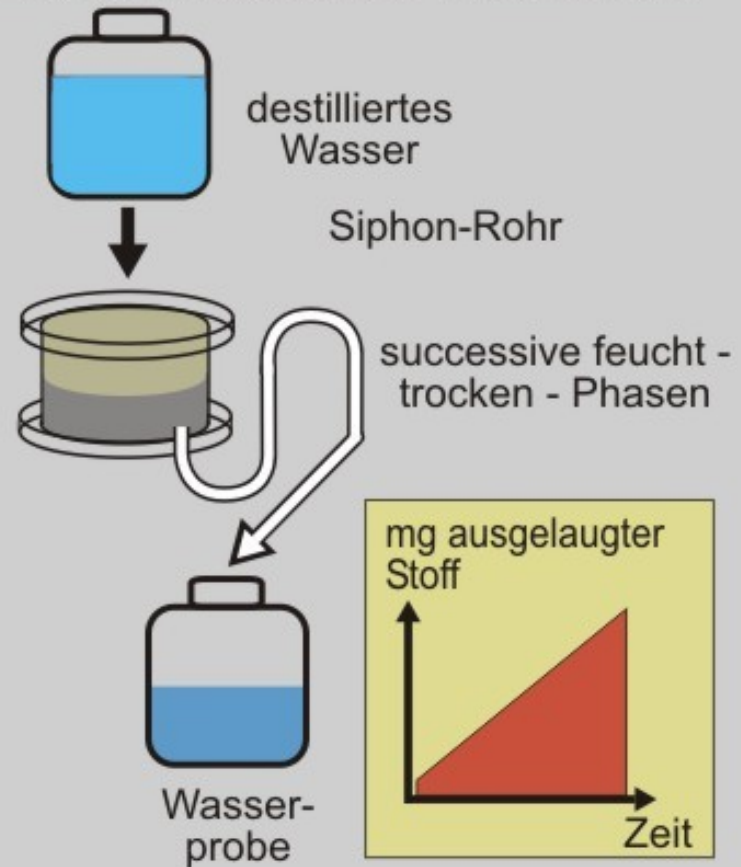 destilliertes
Wasser
Siphon-Rohr
successive feucht -
trocken - Phasen
mg ausgelaugter
Stoff
Zeit
Wasser-
probe